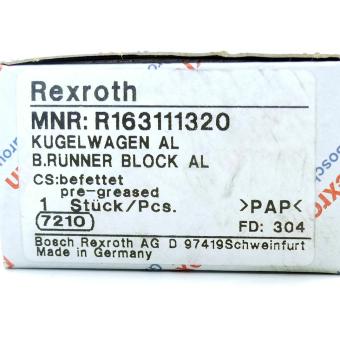 Rexroth
MNR: R163111320
KUGELWAGEN AL
B.RUNNER BLOCK AL
CS:befettet
pre-greased
1 Stück/Pcs. >PAP<
7210 FD: 304
Bosch Rexroth AG D 97419Schweinfurt
Made in Germany